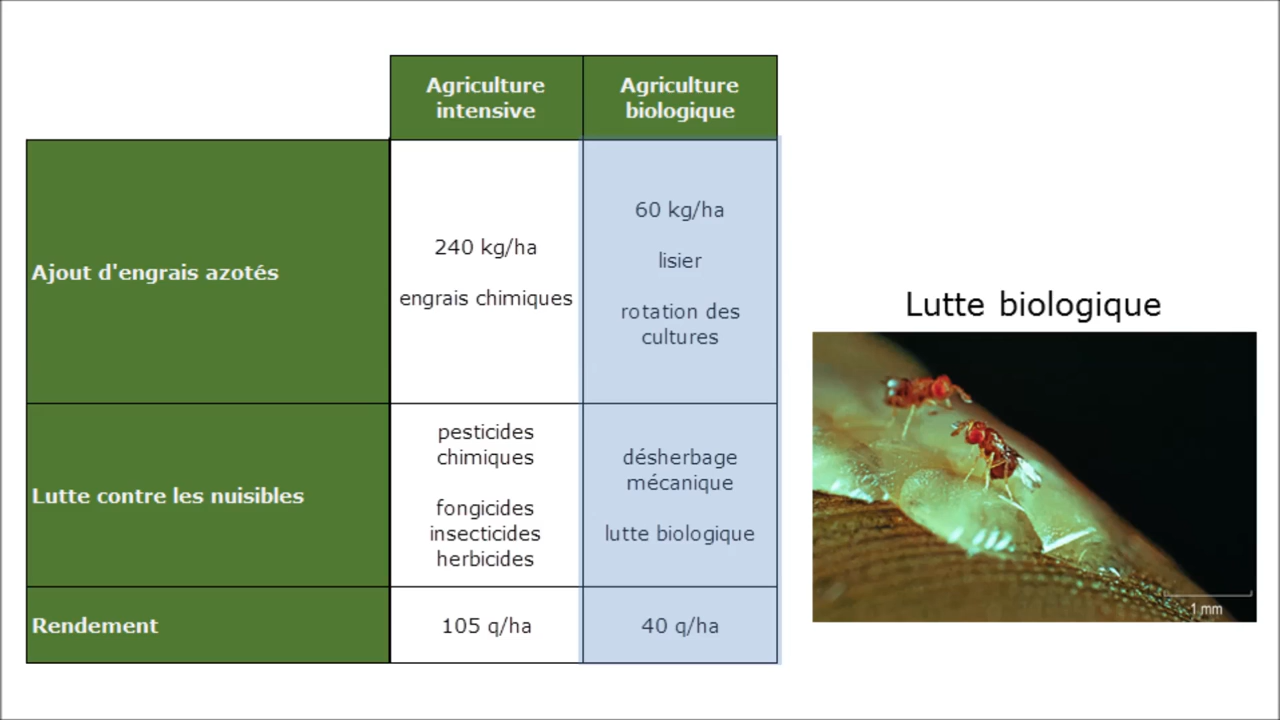 Agriculture
intensive
Agriculture
biologique
Ajout d'engrais azotés
240 kg/ha
engrais chimiques
60 kg/ha
lisier
rotation des
cultures
Lutte contre les nuisibles
pesticides
chimiques
fongicides
insecticides
herbicides
désherbage
mécanique
lutte biologique
Rendement
105 q/ha
40 q/ha
Lutte biologique
1 mm